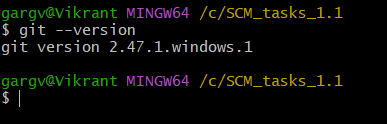 gargv@Vikrant MINGW64 /c/SCM_tasks_1.1
$ git --version
git version 2.47.1.windows.1
gargv@Vikrant MINGW64 /c/SCM_tasks_1.1
$